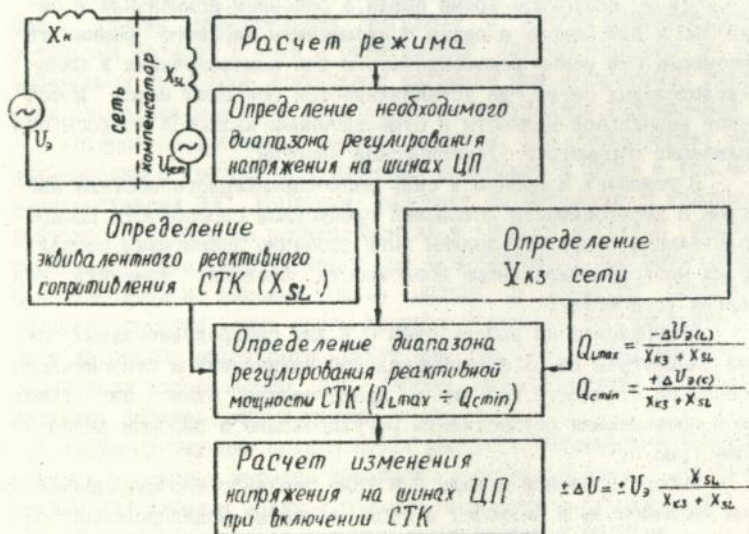 Xк
сеть
компенсатор
XSL
Uэ
Uуст
Расчет режима
Определение необходимого
диапазона регулирования
напряжения на шинах ЦП
Определение
эквивалентного реактивного
сопротивления СТК (XSL)
Определение
Xкз сети
Определение диапазона
регулирования реактивной
мощности СТК (QLmax ÷ Qcmin)
QLmax = -ΔUэ(L) / Xкз + XSL
Qcmin = +ΔUэ(c) / Xкз + XSL
Расчет изменения
напряжения на шинах ЦП
при включении СТК
±ΔU = ±Uэ XSL / Xкз + XSL